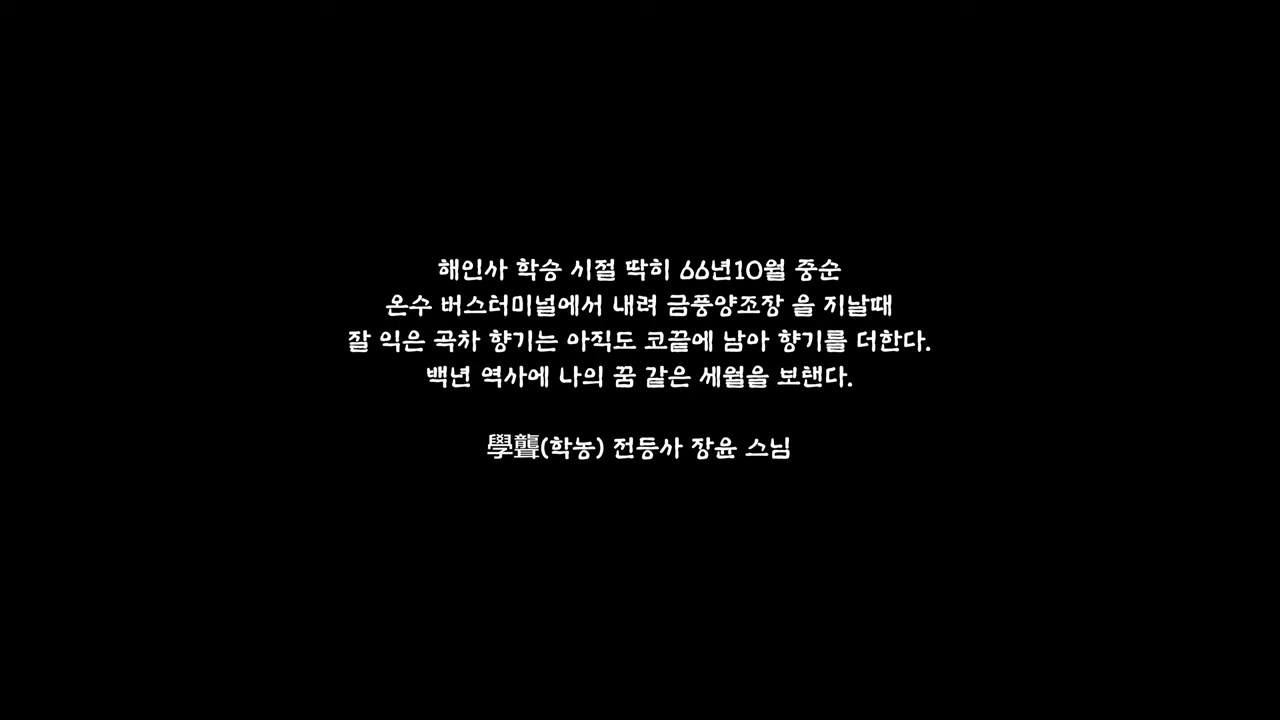 해인사 학승 시절 딱히 66년10월 중순
온수 버스터미널에서 내려 금풍양조장 을 지날때
잘 익은 곡차 향기는 아직도 코끝에 남아 향기를 더한다.
백년 역사에 나의 꿈 같은 세월을 보탠다.
學聾(학농) 전등사 장윤 스님